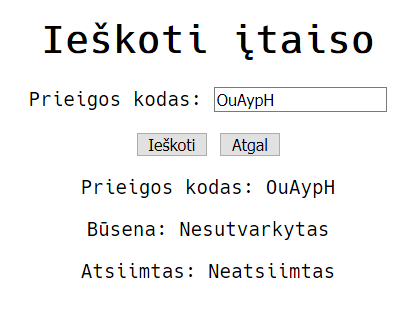 Ieškoti įtaiso
Prieigos kodas: OuAypH
Ieškoti Atgal
Prieigos kodas: OuAypH
Būsena: Nesutvarkytas
Atsiimtas: Neatsiimtas